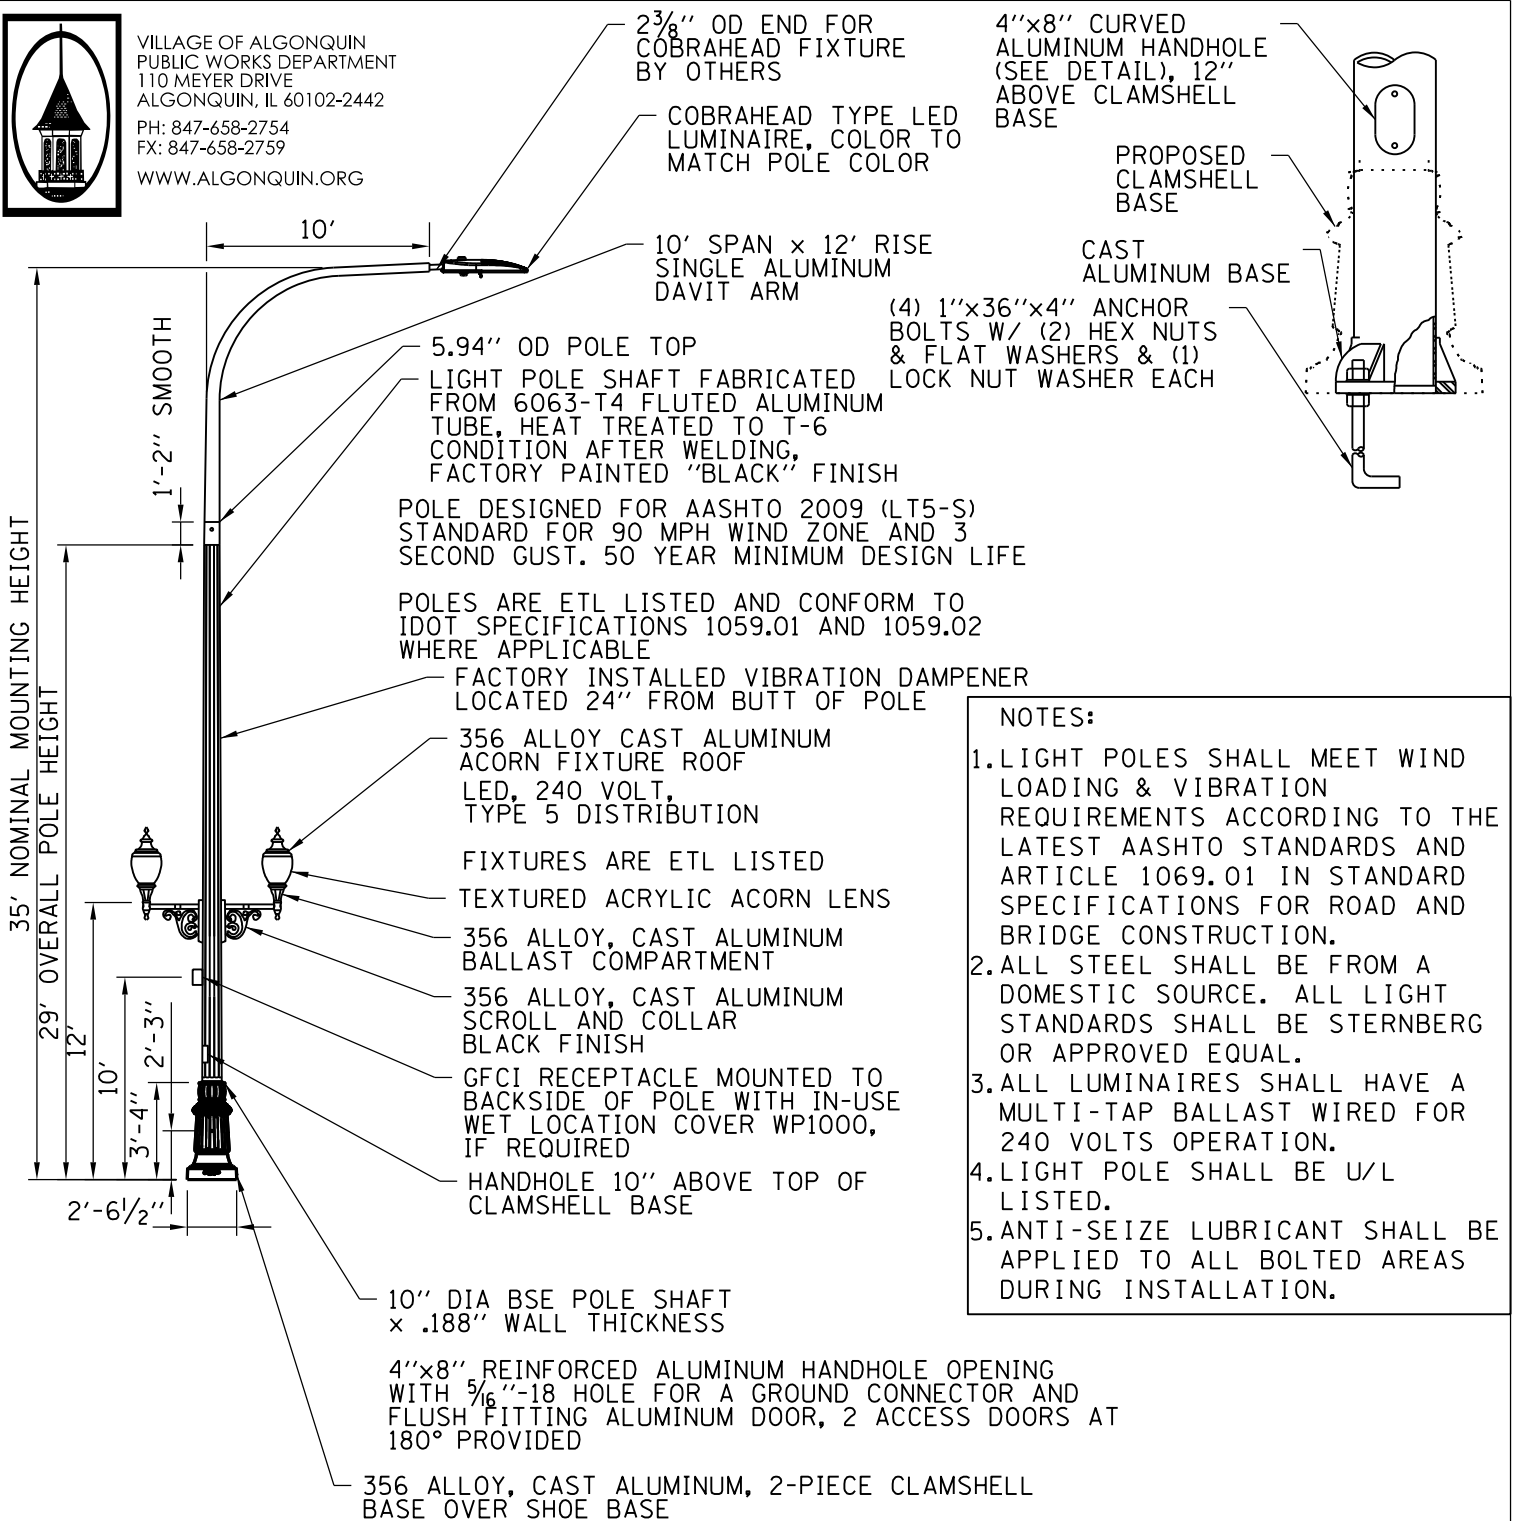 VILLAGE OF ALGONQUIN
PUBLIC WORKS DEPARTMENT
110 MEYER DRIVE
ALGONQUIN, IL 60102-2442
PH: 847-658-2754
FX: 847-658-2759
WWW.ALGONQUIN.ORG
2⅜" OD END FOR
COBRAHEAD FIXTURE
BY OTHERS
COBRAHEAD TYPE LED
LUMINAIRE, COLOR TO
MATCH POLE COLOR
4"x8" CURVED
ALUMINUM HANDHOLE
(SEE DETAIL), 12"
ABOVE CLAMSHELL
BASE
PROPOSED
CLAMSHELL
BASE
CAST
ALUMINUM BASE
(4) 1"x36"x4" ANCHOR
BOLTS W/ (2) HEX NUTS
& FLAT WASHERS & (1)
LOCK NUT WASHER EACH
10'
10' SPAN x 12' RISE
SINGLE ALUMINUM
DAVIT ARM
5.94" OD POLE TOP
LIGHT POLE SHAFT FABRICATED
FROM 6063-T4 FLUTED ALUMINUM
TUBE, HEAT TREATED TO T-6
CONDITION AFTER WELDING,
FACTORY PAINTED "BLACK" FINISH
1'-2" SMOOTH
POLE DESIGNED FOR AASHTO 2009 (LT5-S)
STANDARD FOR 90 MPH WIND ZONE AND 3
SECOND GUST. 50 YEAR MINIMUM DESIGN LIFE
POLES ARE ETL LISTED AND CONFORM TO
IDOT SPECIFICATIONS 1059.01 AND 1059.02
WHERE APPLICABLE
FACTORY INSTALLED VIBRATION DAMPENER
LOCATED 24" FROM BUTT OF POLE
356 ALLOY CAST ALUMINUM
ACORN FIXTURE ROOF
LED, 240 VOLT,
TYPE 5 DISTRIBUTION
FIXTURES ARE ETL LISTED
TEXTURED ACRYLIC ACORN LENS
356 ALLOY, CAST ALUMINUM
BALLAST COMPARTMENT
356 ALLOY, CAST ALUMINUM
SCROLL AND COLLAR
BLACK FINISH
GFCI RECEPTACLE MOUNTED TO
BACKSIDE OF POLE WITH IN-USE
WET LOCATION COVER WP1000,
IF REQUIRED
HANDHOLE 10" ABOVE TOP OF
CLAMSHELL BASE
35' NOMINAL MOUNTING HEIGHT
29' OVERALL POLE HEIGHT
12'
10'
3'-4"
2'-3"
2'-6½"
10" DIA BSE POLE SHAFT
x .188" WALL THICKNESS
4"x8" REINFORCED ALUMINUM HANDHOLE OPENING
WITH 5⁄16"-18 HOLE FOR A GROUND CONNECTOR AND
FLUSH FITTING ALUMINUM DOOR, 2 ACCESS DOORS AT
180° PROVIDED
356 ALLOY, CAST ALUMINUM, 2-PIECE CLAMSHELL
BASE OVER SHOE BASE
NOTES:
1. LIGHT POLES SHALL MEET WIND
LOADING & VIBRATION
REQUIREMENTS ACCORDING TO THE
LATEST AASHTO STANDARDS AND
ARTICLE 1069.01 IN STANDARD
SPECIFICATIONS FOR ROAD AND
BRIDGE CONSTRUCTION.
2. ALL STEEL SHALL BE FROM A
DOMESTIC SOURCE. ALL LIGHT
STANDARDS SHALL BE STERNBERG
OR APPROVED EQUAL.
3. ALL LUMINAIRES SHALL HAVE A
MULTI-TAP BALLAST WIRED FOR
240 VOLTS OPERATION.
4. LIGHT POLE SHALL BE U/L
LISTED.
5. ANTI-SEIZE LUBRICANT SHALL BE
APPLIED TO ALL BOLTED AREAS
DURING INSTALLATION.